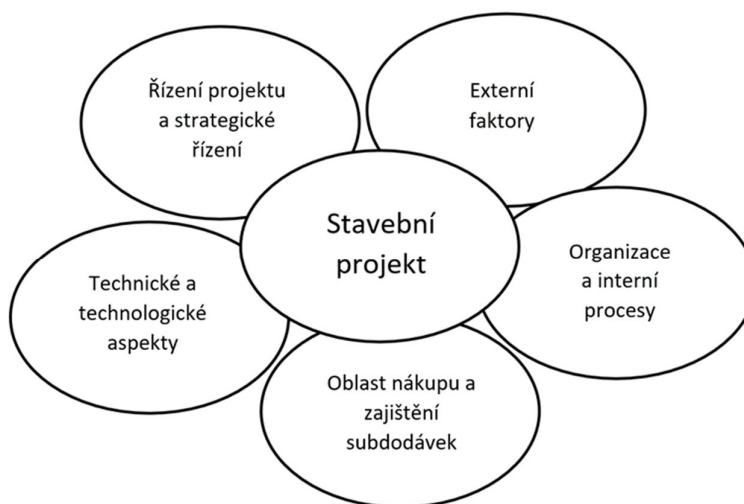 Řízení projektu
a strategické
řízení
Externí
faktory
Stavební
projekt
Organizace
a interní
procesy
Technické a
technologické
aspekty
Oblast nákupu a
zajištění
subdodávek